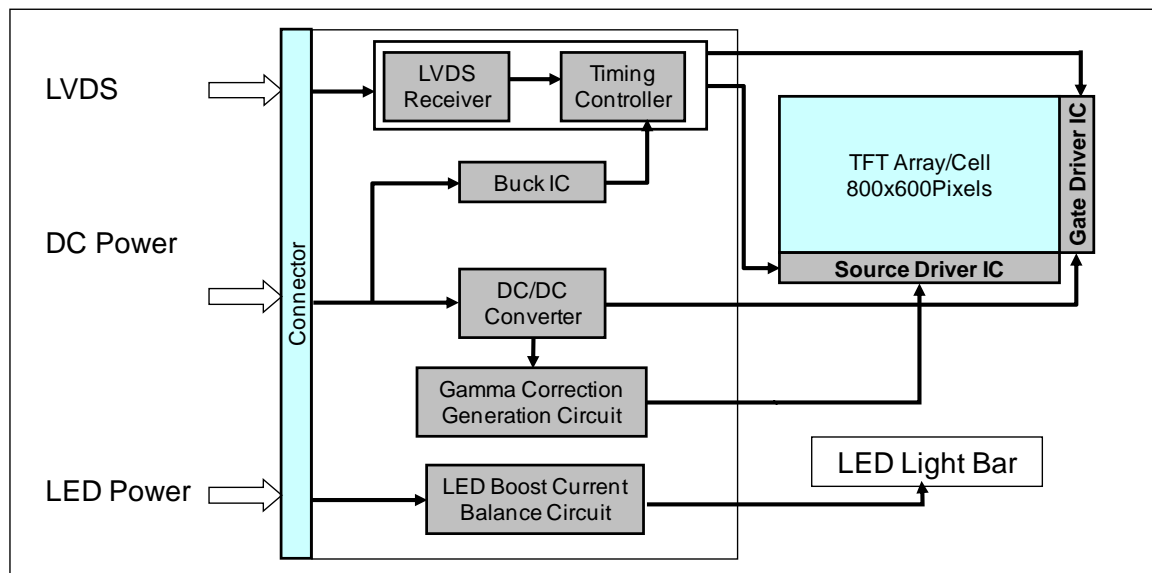 LVDS
DC Power
LED Power
Connector
LVDS
Receiver
Timing
Controller
Buck IC
DC/DC
Converter
Gamma Correction
Generation Circuit
LED Boost Current
Balance Circuit
TFT Array/Cell
800x600Pixels
Gate Driver IC
Source Driver IC
LED Light Bar